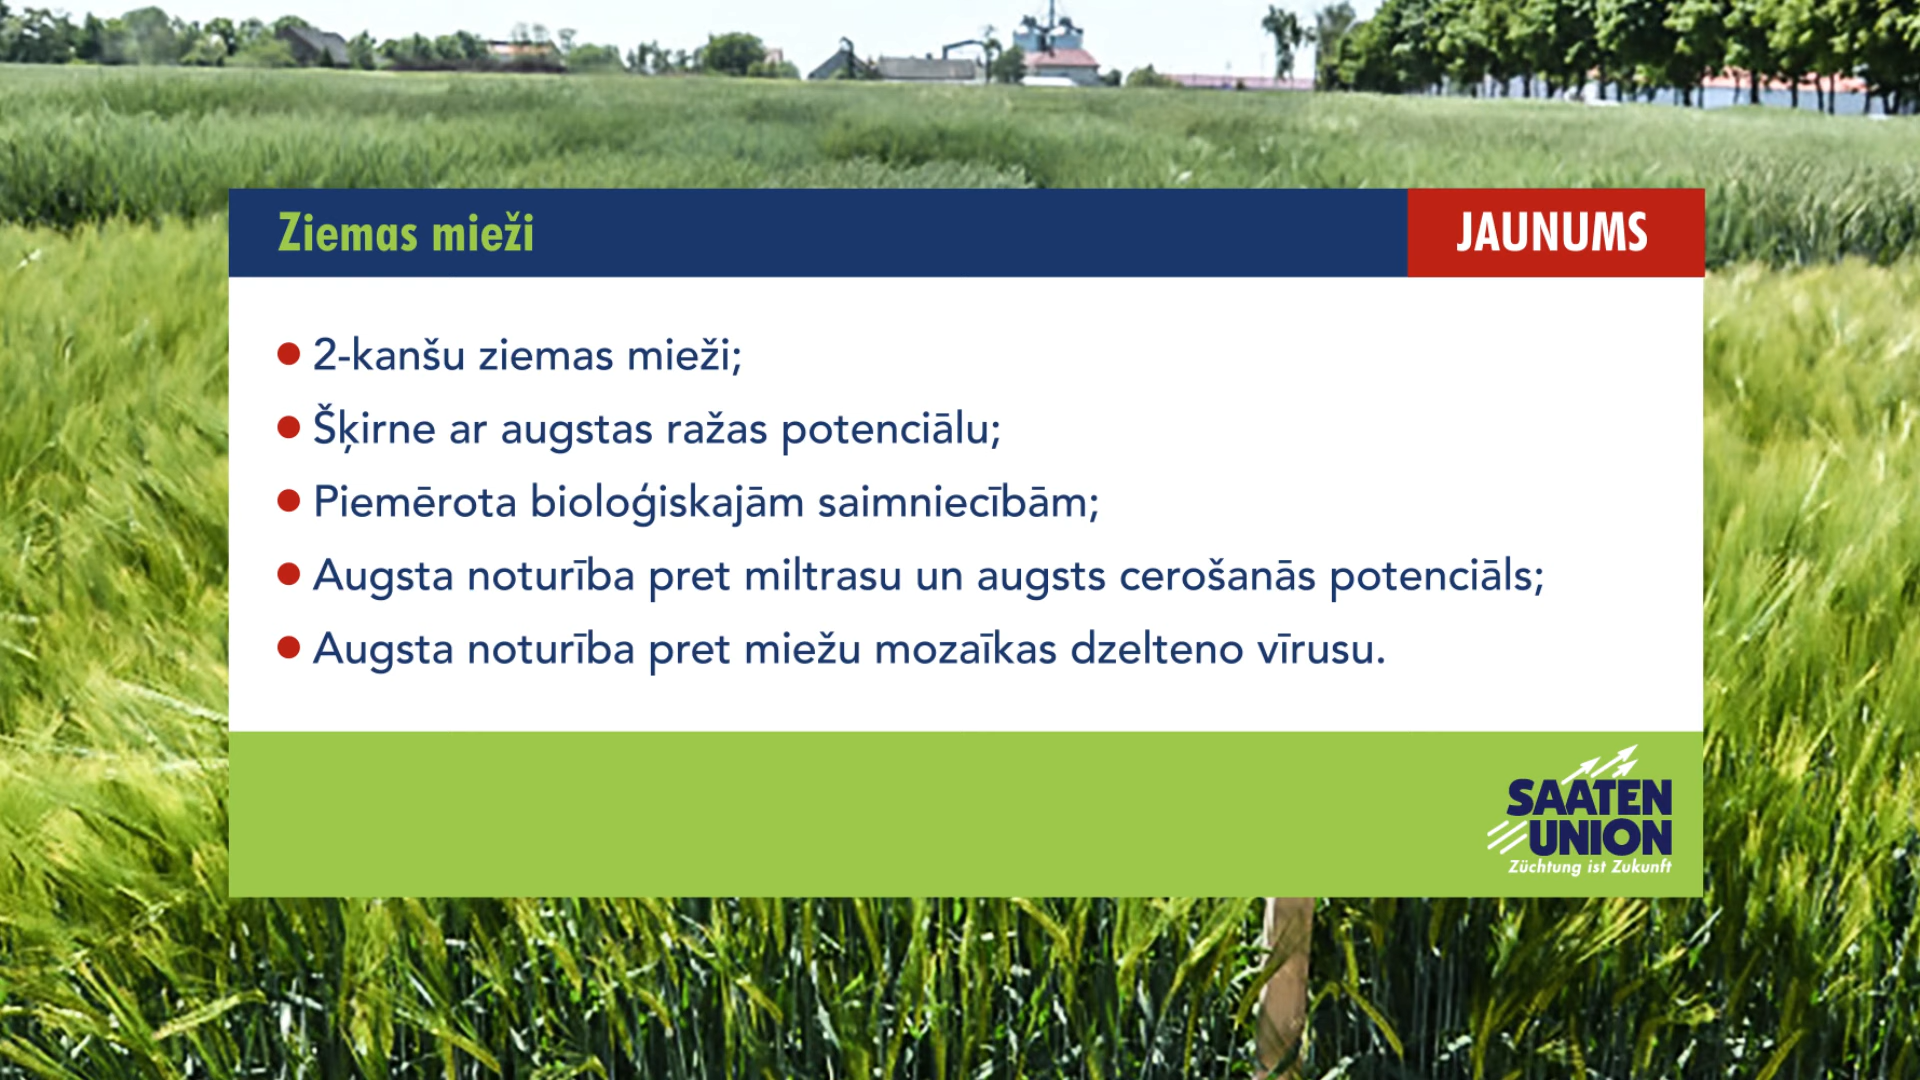 Ziemas mieži
JAUNUMS
2-kanšu ziemas mieži;
Šķirne ar augstas ražas potenciālu;
Piemērota bioloģiskajām saimniecībām;
Augsta noturība pret miltrasu un augsts cerošanās potenciāls;
Augsta noturība pret miežu mozaīkas dzelteno vīrusu.
SAATEN
UNION
Züchtung ist Zukunft